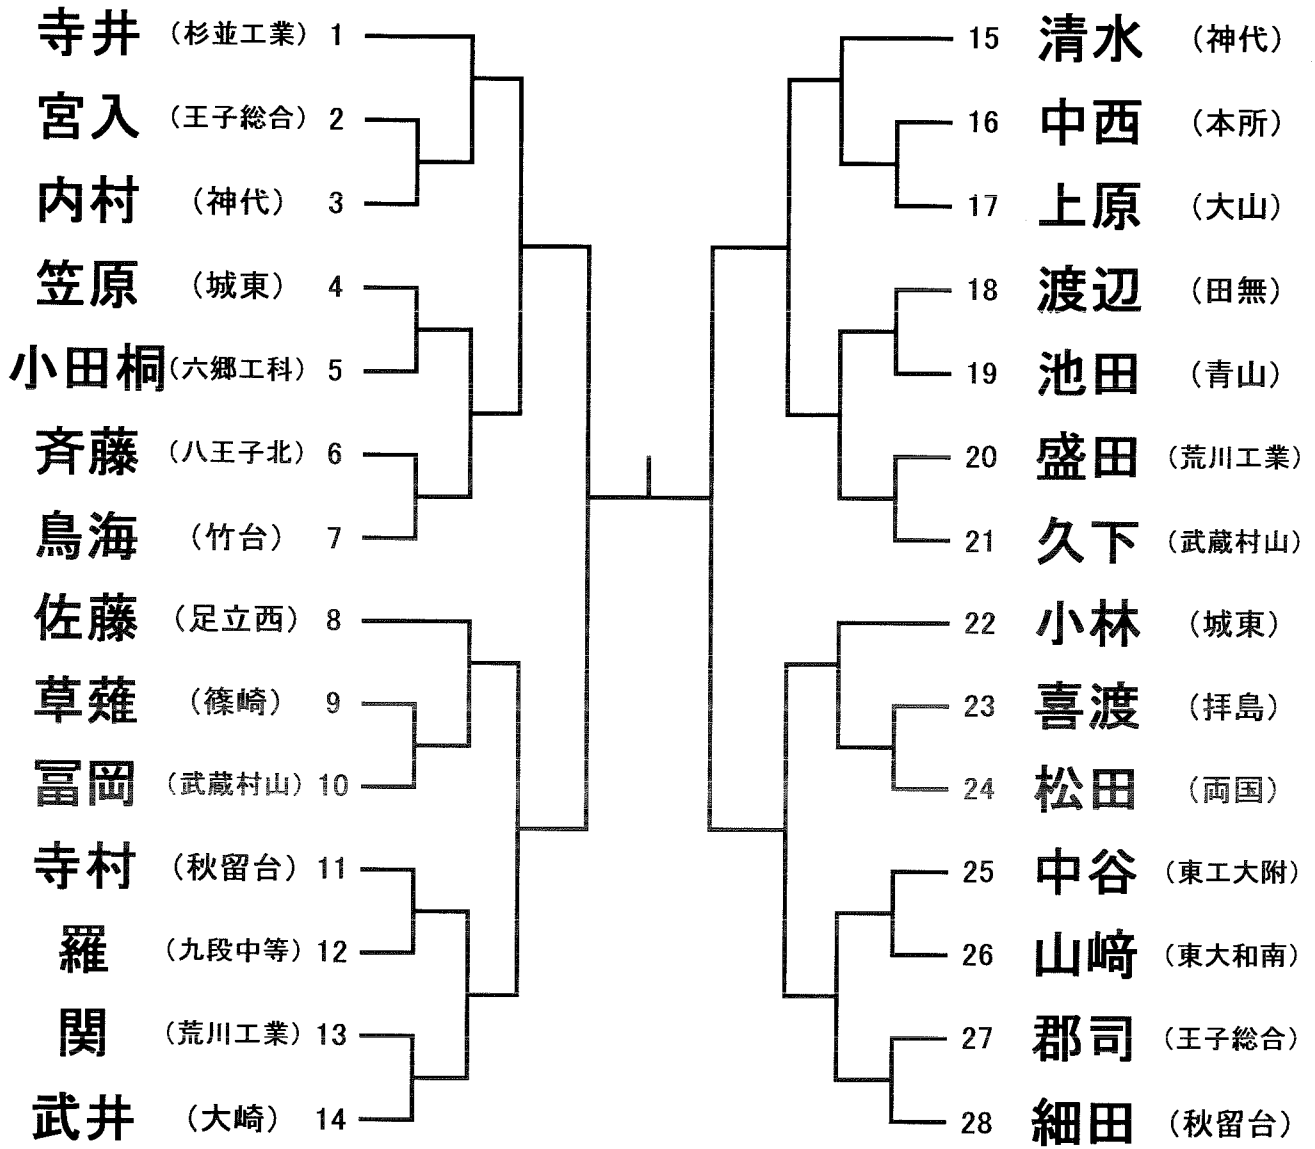 寺井 （杉並工業） 1
宮入 （王子総合） 2
内村 （神代） 3
笠原 （城東） 4
小田桐 （六郷工科） 5
斉藤 （八王子北） 6
鳥海 （竹台） 7
佐藤 （足立西） 8
草薙 （篠崎） 9
冨岡 （武蔵村山） 10
寺村 （秋留台） 11
羅 （九段中等） 12
関 （荒川工業） 13
武井 （大崎） 14
15 清水 （神代）
16 中西 （本所）
17 上原 （大山）
18 渡辺 （田無）
19 池田 （青山）
20 盛田 （荒川工業）
21 久下 （武蔵村山）
22 小林 （城東）
23 喜渡 （拝島）
24 松田 （両国）
25 中谷 （東工大附）
26 山﨑 （東大和南）
27 郡司 （王子総合）
28 細田 （秋留台）